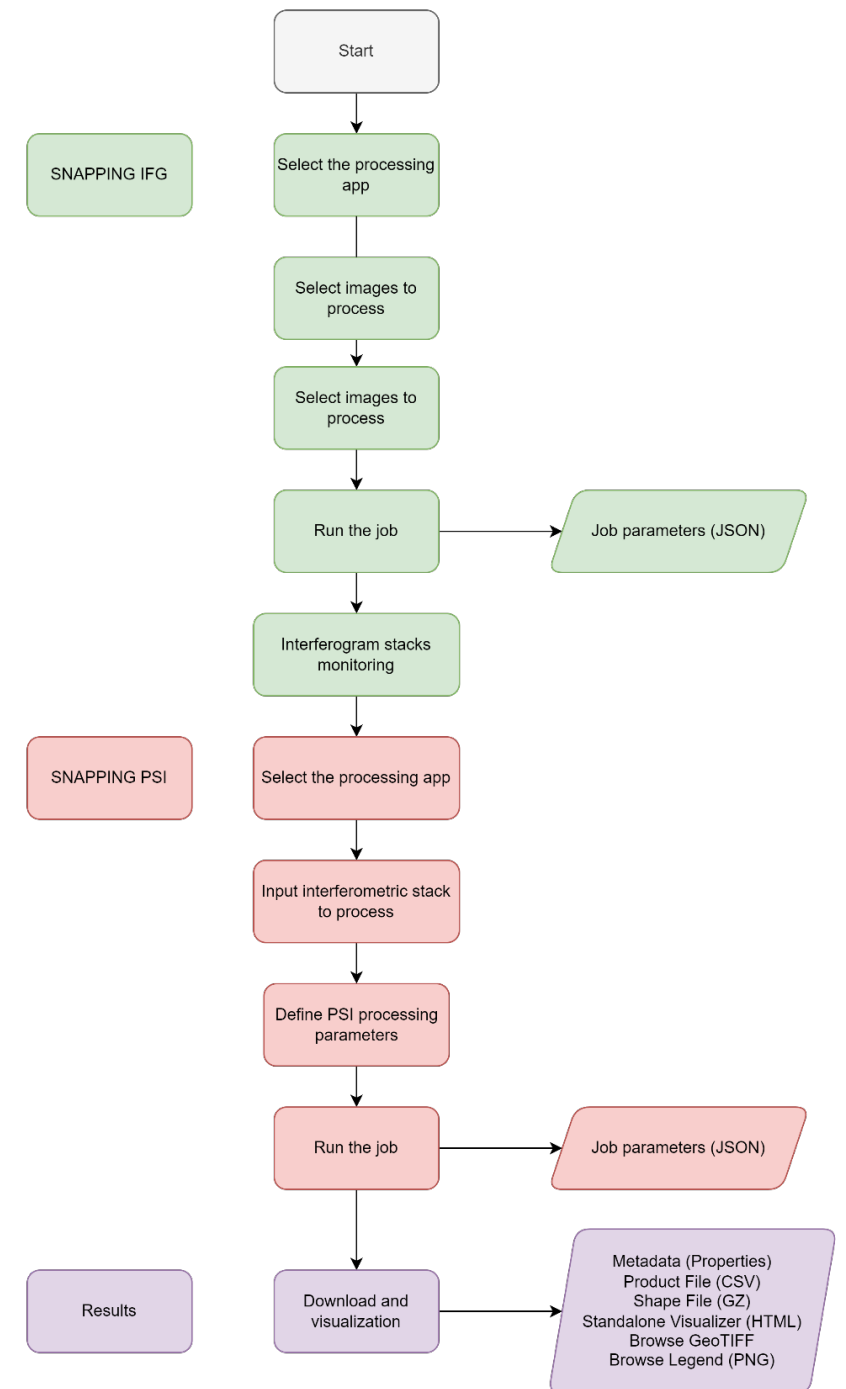 Start
SNAPPING IFG
Select the processing
app
Select images to
process
Select images to
process
Run the job
Job parameters (JSON)
Interferogram stacks
monitoring
SNAPPING PSI
Select the processing app
Input interferometric stack
to process
Define PSI processing
parameters
Run the job
Job parameters (JSON)
Results
Download and
visualization
Metadata (Properties)
Product File (CSV)
Shape File (GZ)
Standalone Visualizer (HTML)
Browse GeoTIFF
Browse Legend (PNG)